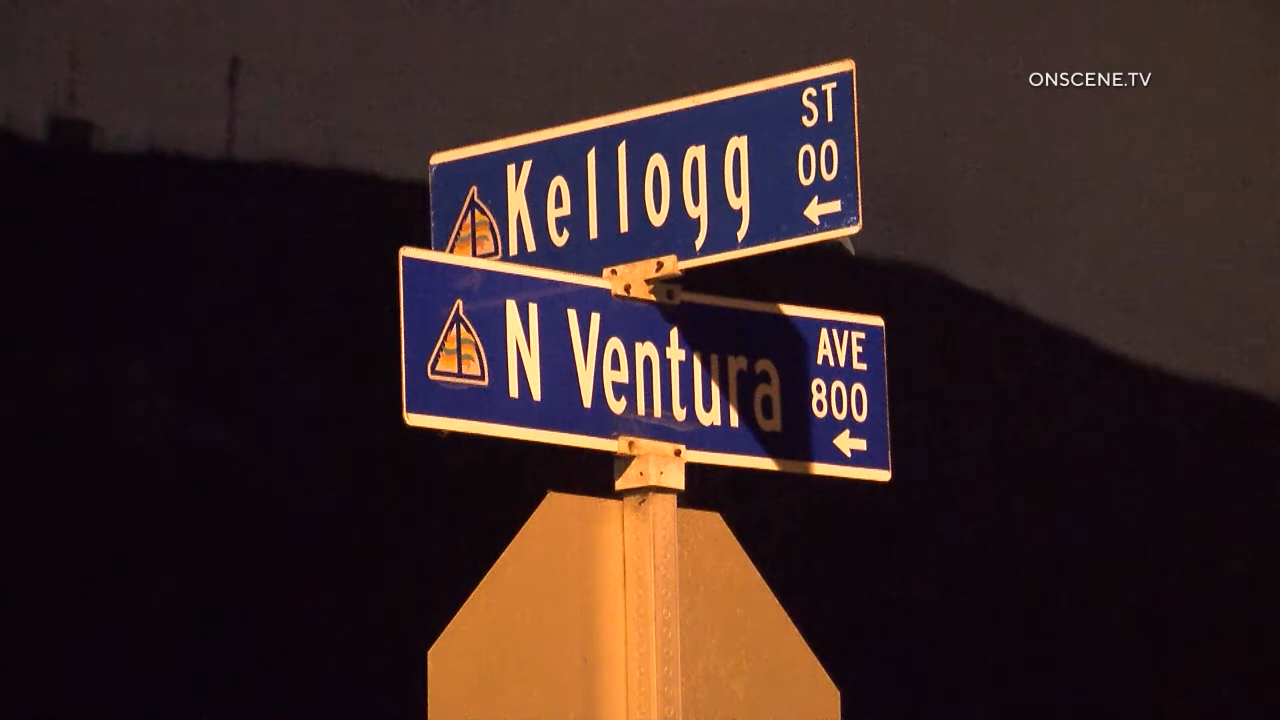 ONSCENE.TV
Kellogg ST
00
←
N Ventura AVE
800
←